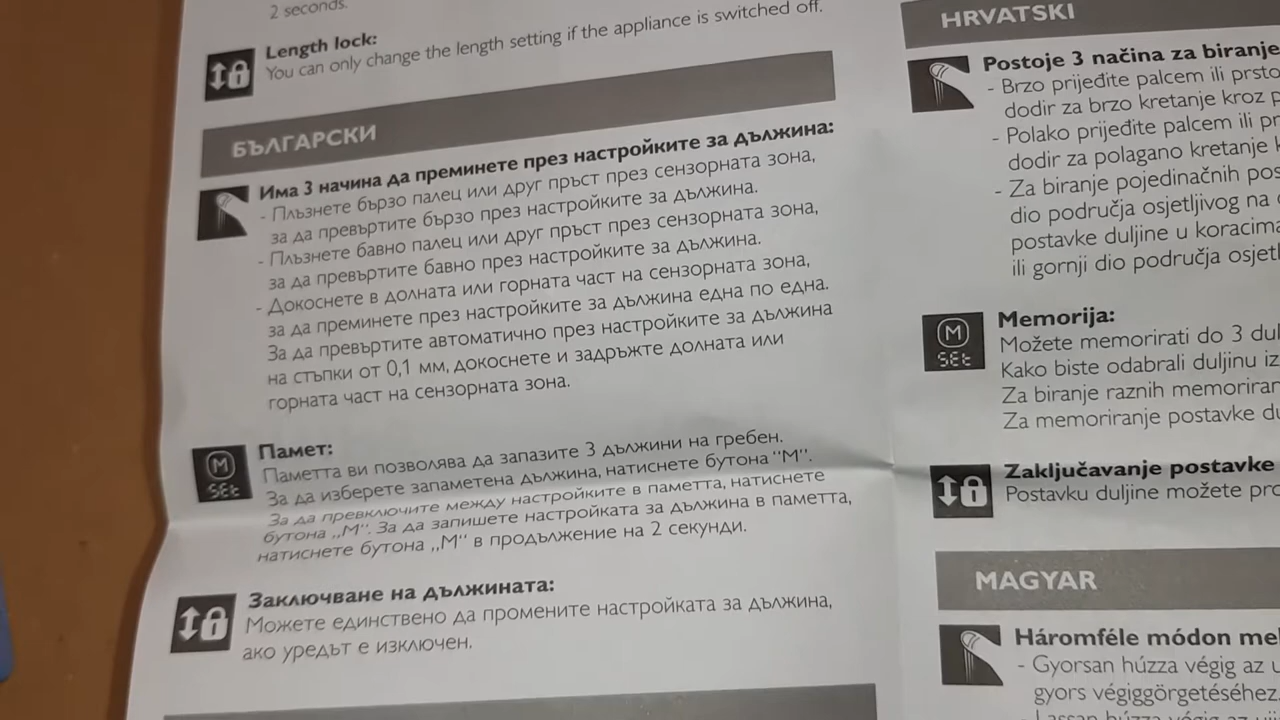 2 seconds.
Length lock:
You can only change the length setting if the appliance is switched off.
БЪЛГАРСКИ
Има 3 начина да преминете през настройките за дължина:
- Плъзнете бързо палец или друг пръст през сензорната зона,
за да превъртите бързо през настройките за дължина.
- Плъзнете бавно палец или друг пръст през сензорната зона,
за да превъртите бавно през настройките за дължина.
- Докоснете в долната или горната част на сензорната зона,
за да преминете през настройките за дължина една по една.
За да превъртите автоматично през настройките за дължина
на стъпки от 0,1 мм, докоснете и задръжте долната или
горната част на сензорната зона.
M
SEt
Памет:
Паметта ви позволява да запазите 3 дължини на гребен.
За да изберете запаметена дължина, натиснете бутона "М".
За да превключите между настройките в паметта, натиснете
бутона „М“. За да запишете настройката за дължина в паметта,
натиснете бутона „М“ в продължение на 2 секунди.
Заключване на дължината:
Можете единствено да промените настройката за дължина,
ако уредът е изключен.
HRVATSKI
Postoje 3 načina za biranje
- Brzo prijeđite palcem ili prsto
dodir za brzo kretanje kroz p
- Polako prijeđite palcem ili pr
dodir za polagano kretanje k
- Za biranje pojedinačnih pos
dio područja osjetljivog na
postavke duljine u koracima
ili gornji dio područja osjetl
M
SEt
Memorija:
Možete memorirati do 3 dul
Kako biste odabrali duljinu iz
Za biranje raznih memoriran
Za memoriranje postavke du
Zaključavanje postavke
Postavku duljine možete pro
MAGYAR
Háromféle módon mel
- Gyorsan húzza végig az u
gyors végiggörgetéséhez.
- Lassan húzza végig az ujj